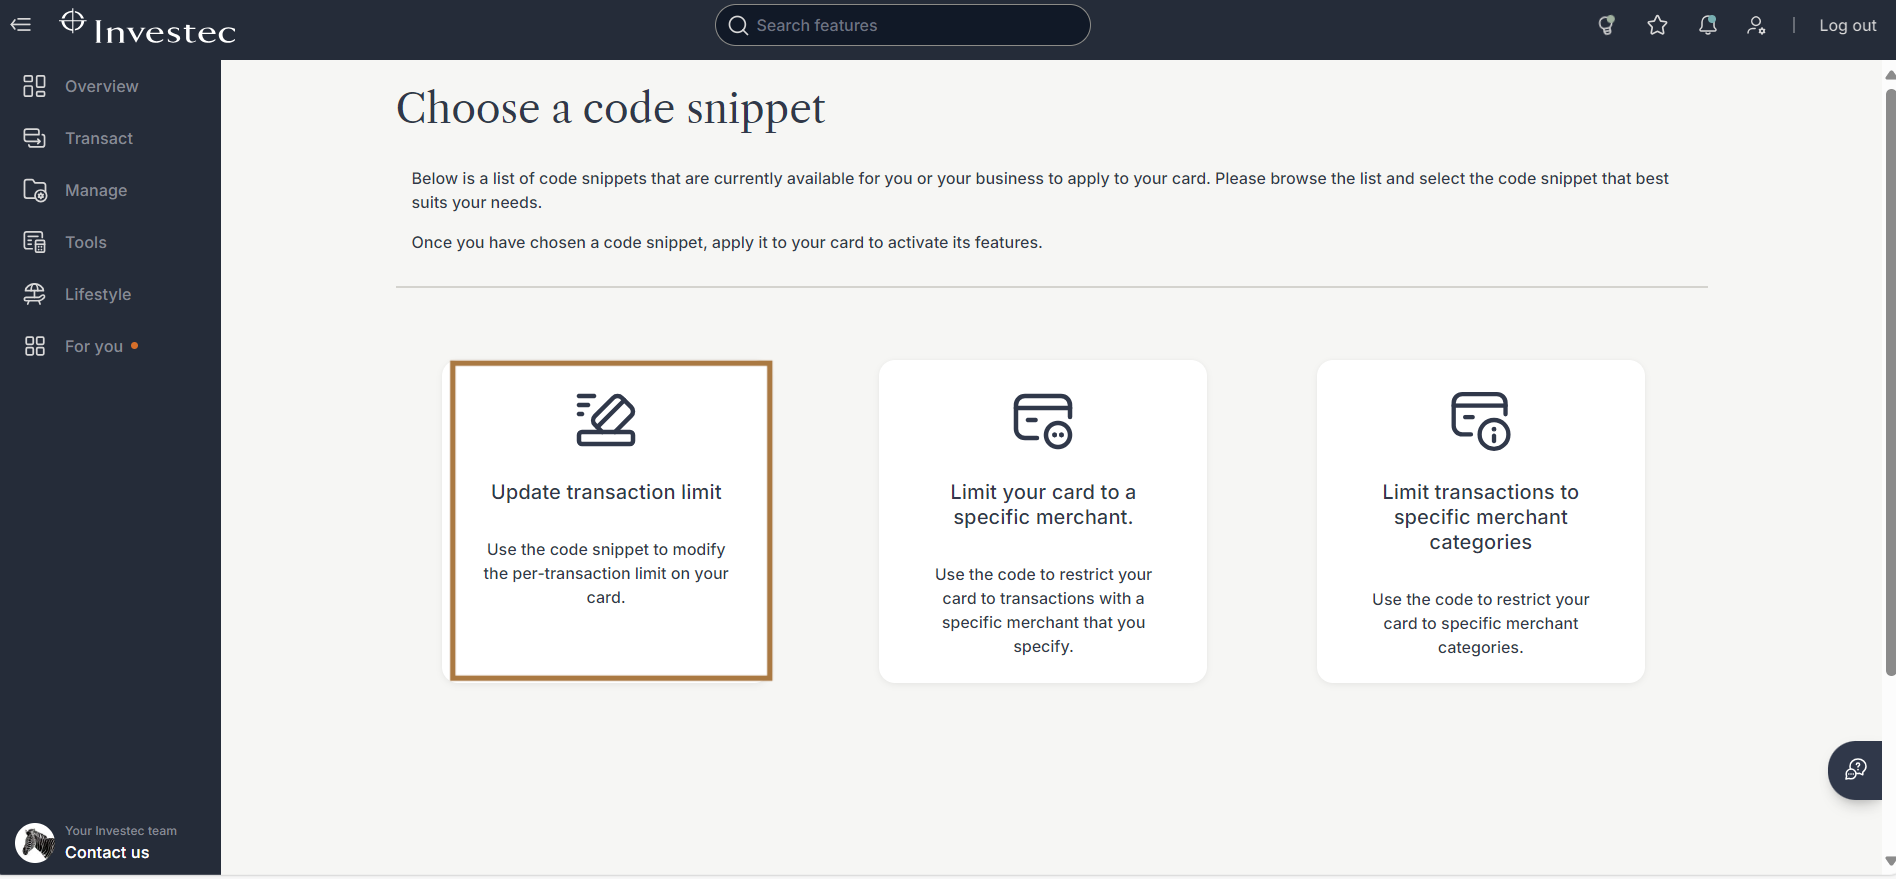 Investec
Search features
Log out
Overview
Transact
Manage
Tools
Lifestyle
For you
Your Investec team
Contact us
Choose a code snippet
Below is a list of code snippets that are currently available for you or your business to apply to your card. Please browse the list and select the code snippet that best
suits your needs.
Once you have chosen a code snippet, apply it to your card to activate its features.
Update transaction limit
Use the code snippet to modify
the per-transaction limit on your
card.
Limit your card to a
specific merchant.
Use the code to restrict your
card to transactions with a
specific merchant that you
specify.
Limit transactions to
specific merchant
categories
Use the code to restrict your
card to specific merchant
categories.